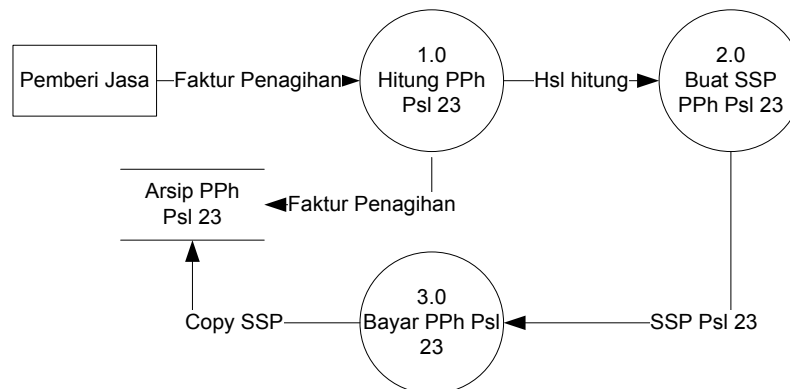 Pemberi Jasa
Faktur Penagihan
1.0
Hitung PPh
Psl 23
Hsl hitung
2.0
Buat SSP
PPh Psl 23
Arsip PPh
Psl 23
Faktur Penagihan
3.0
Bayar PPh Psl
23
Copy SSP
SSP Psl 23